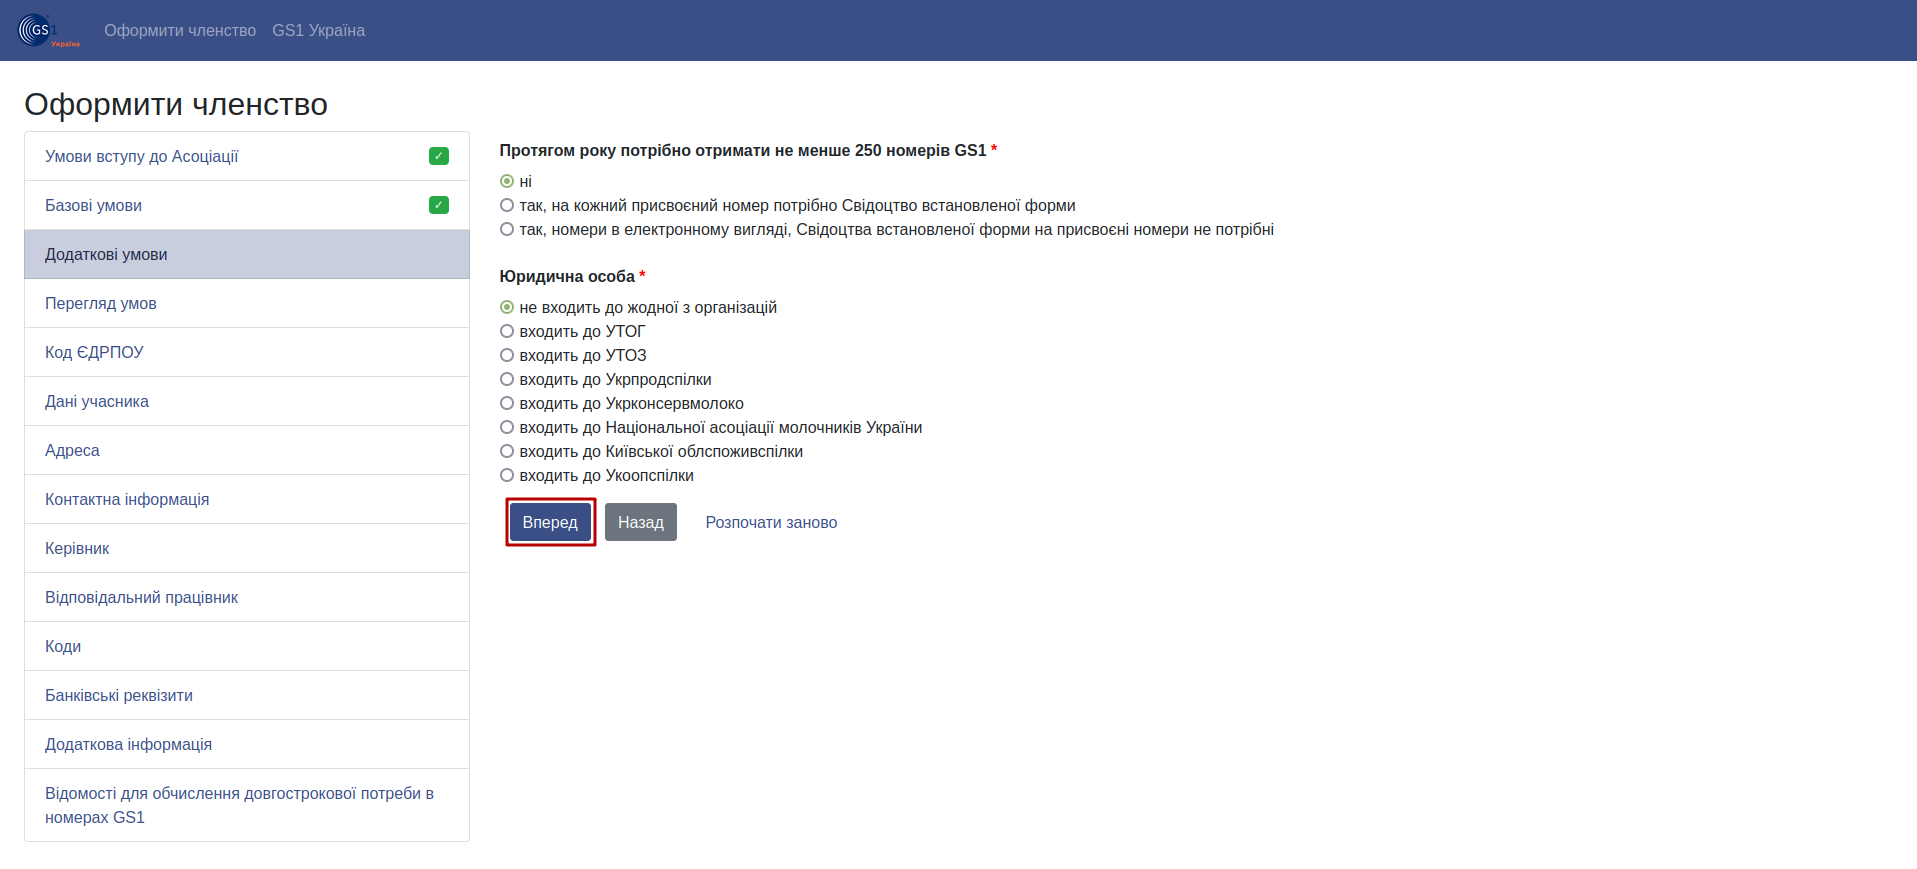 GS1
Україна
Оформити членство
GS1 Україна
Оформити членство
Умови вступу до Асоціації
Базові умови
Додаткові умови
Перегляд умов
Код ЄДРПОУ
Дані учасника
Адреса
Контактна інформація
Керівник
Відповідальний працівник
Коди
Банківські реквізити
Додаткова інформація
Відомості для обчислення довгострокової потреби в
номерах GS1
Протягом року потрібно отримати не менше 250 номерів GS1 *
ні
так, на кожний присвоєний номер потрібно Свідоцтво встановленої форми
так, номери в електронному вигляді, Свідоцтва встановленої форми на присвоєні номери не потрібні
Юридична особа *
не входить до жодної з організацій
входить до УТОГ
входить до УТОЗ
входить до Укрпродспілки
входить до Укрконсервмолоко
входить до Національної асоціації молочників України
входить до Київської облспоживспілки
входить до Укоопспілки
Вперед
Назад
Розпочати заново